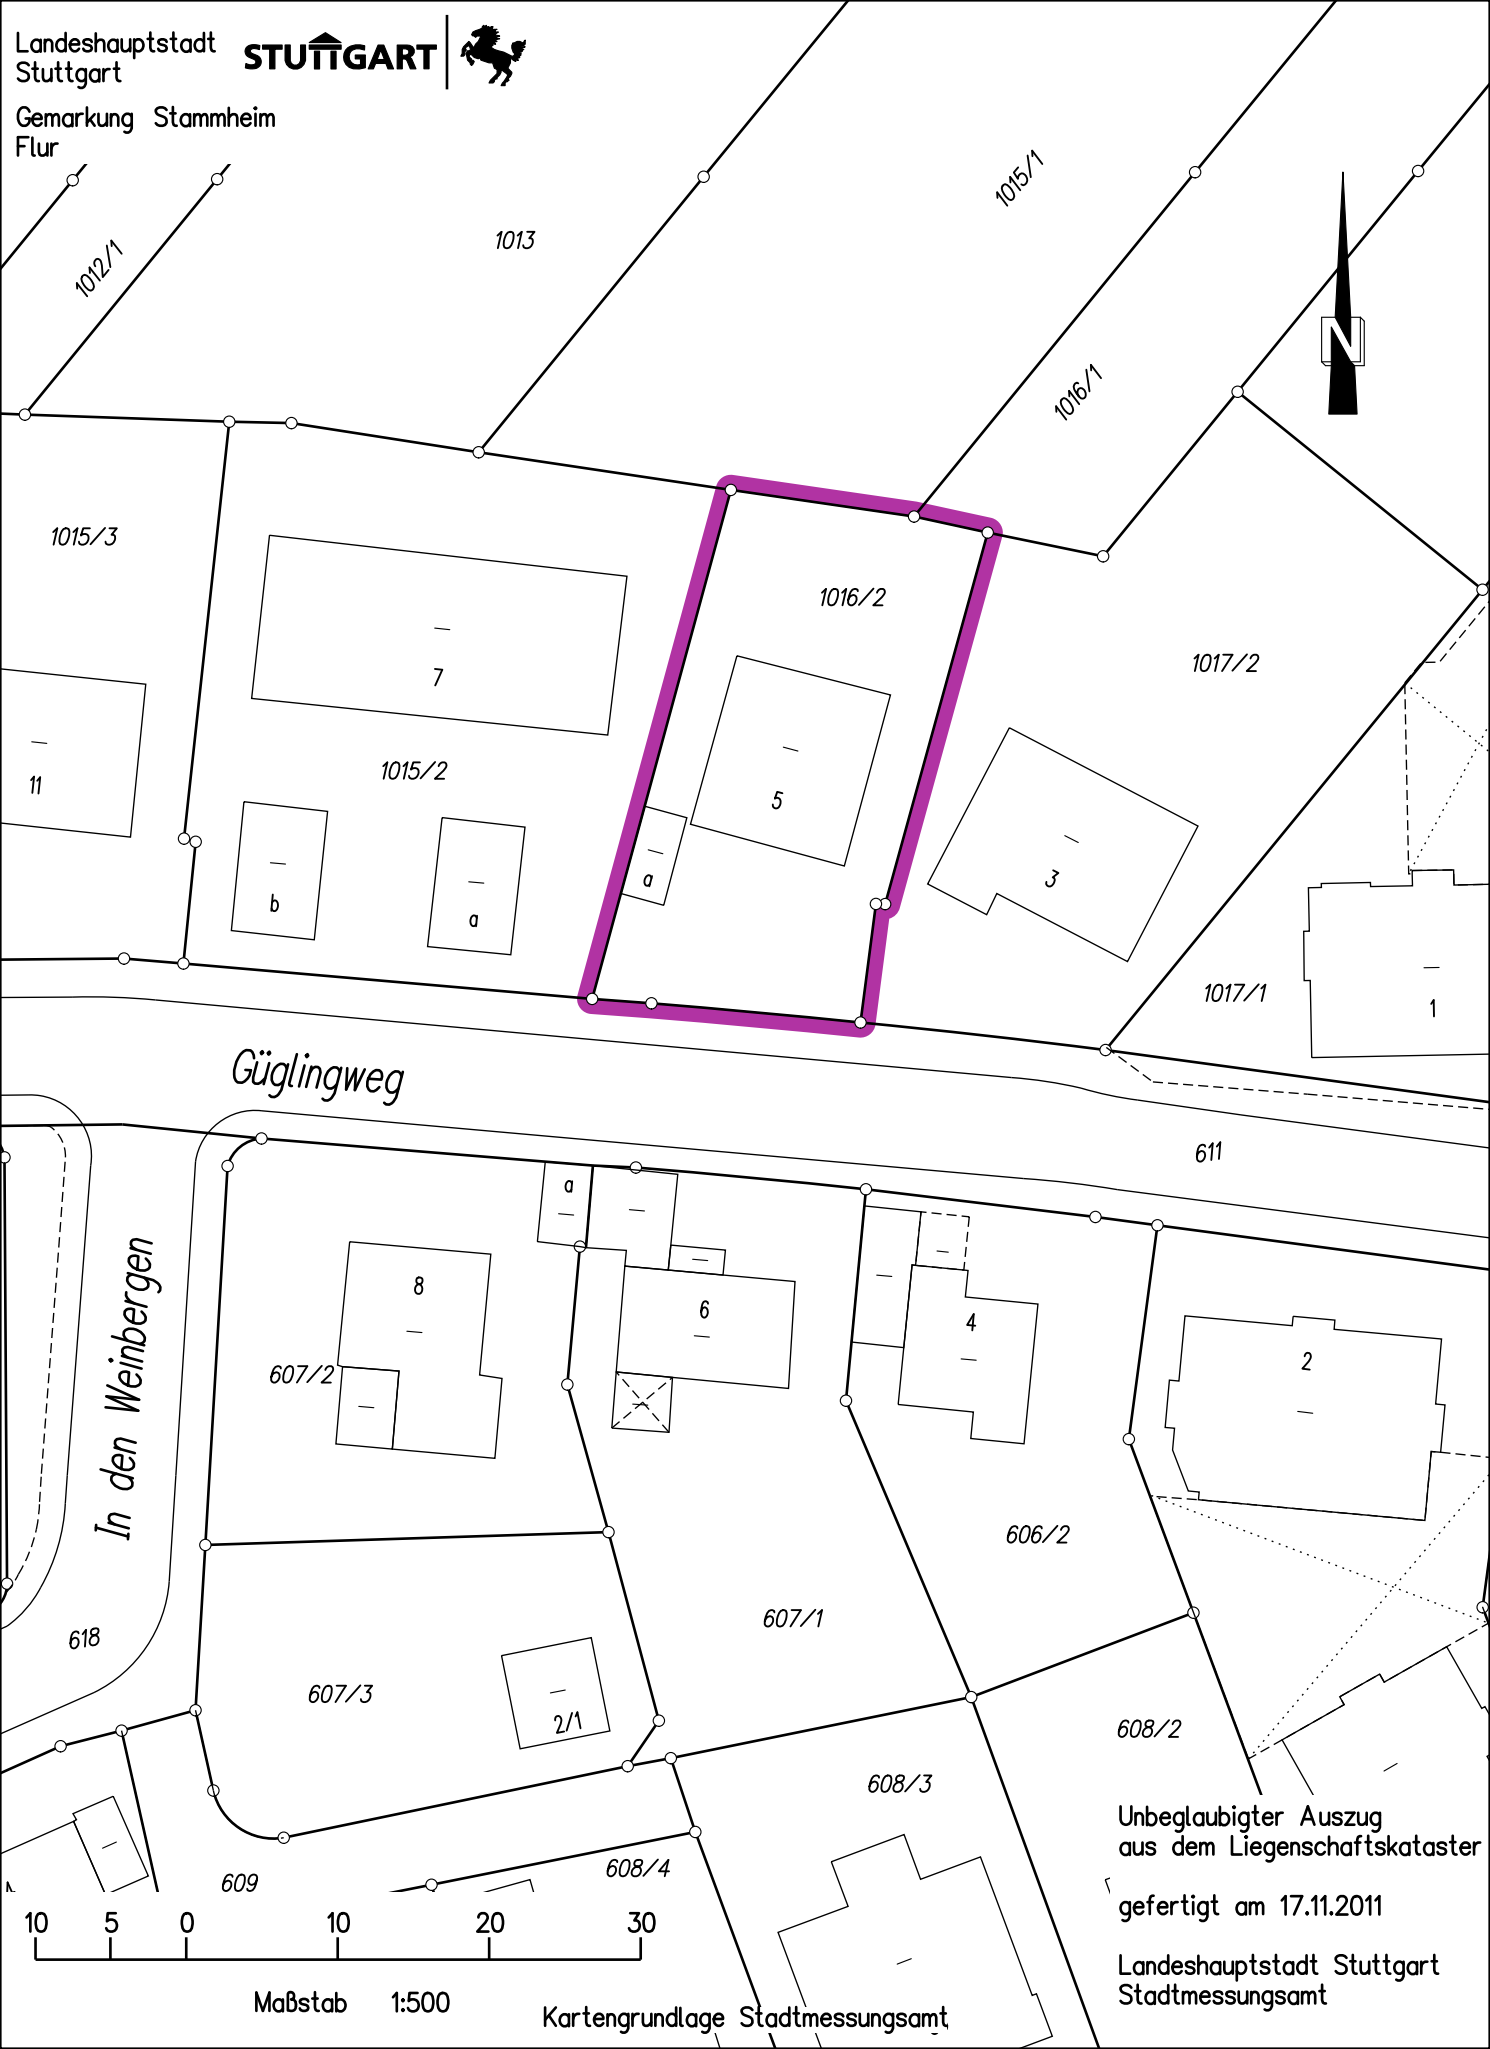 Landeshauptstadt
Stuttgart
STUTTGART
Gemarkung Stammheim
Flur
1012/1
1013
1015/1
1016/1
N
1015/3
1016/2
1017/2
7
1015/2
11
5
3
a
b
a
1017/1
1
Güglingweg
611
a
8
6
4
2
In den Weinbergen
607/2
606/2
607/1
618
607/3
2/1
608/2
608/3
608/4
609
Unbeglaubigter Auszug
aus dem Liegenschaftskataster
gefertigt am 17.11.2011
Landeshauptstadt Stuttgart
Stadtmessungsamt
10 5 0 10 20 30
Maßstab 1:500
Kartengrundlage Stadtmessungsamt